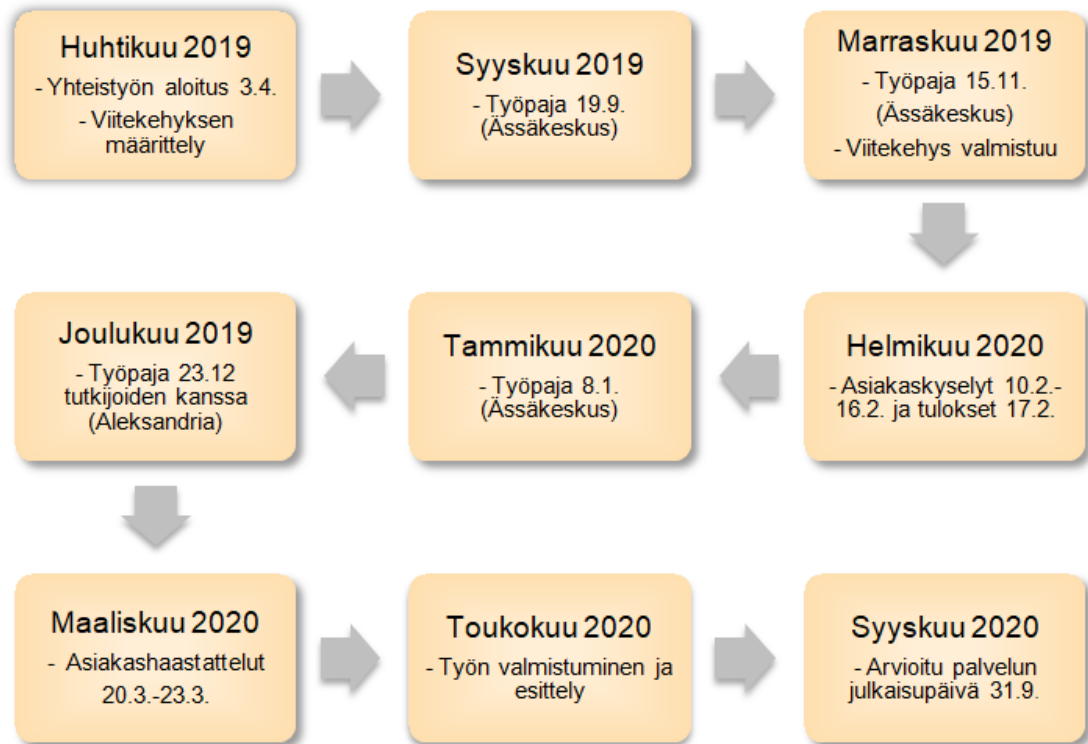 Huhtikuu 2019
- Yhteistyön aloitus 3.4.
- Viitekehyksen
määrittely
Syyskuu 2019
- Työpaja 19.9.
(Ässäkeskus)
Marraskuu 2019
- Työpaja 15.11.
(Ässäkeskus)
- Viitekehys valmistuu
Joulukuu 2019
- Työpaja 23.12
tutkijoiden kanssa
(Aleksandria)
Tammikuu 2020
- Työpaja 8.1.
(Ässäkeskus)
Helmikuu 2020
- Asiakaskyselyt 10.2.-
16.2. ja tulokset 17.2.
Maaliskuu 2020
- Asiakashaastattelut
20.3.-23.3.
Toukokuu 2020
- Työn valmistuminen ja
esittely
Syyskuu 2020
- Arvioitu palvelun
julkaisupäivä 31.9.